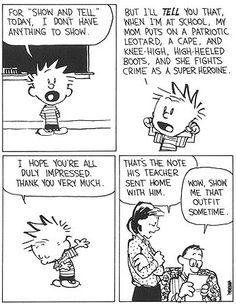 FOR "SHOW AND TELL"
TODAY, I DON'T HAVE
ANYTHING TO SHOW.
BUT I'LL TELL YOU THAT,
WHEN I'M AT SCHOOL, MY
MOM PUTS ON A PATRIOTIC
LEOTARD, A CAPE, AND
KNEE-HIGH, HIGH-HEELED
BOOTS, AND SHE FIGHTS
CRIME AS A SUPER HEROINE.
I HOPE YOU'RE ALL
DULY IMPRESSED.
THANK YOU VERY MUCH.
THAT'S THE NOTE
HIS TEACHER
SENT HOME
WITH HIM.
WOW, SHOW
ME THAT
OUTFIT
SOMETIME.